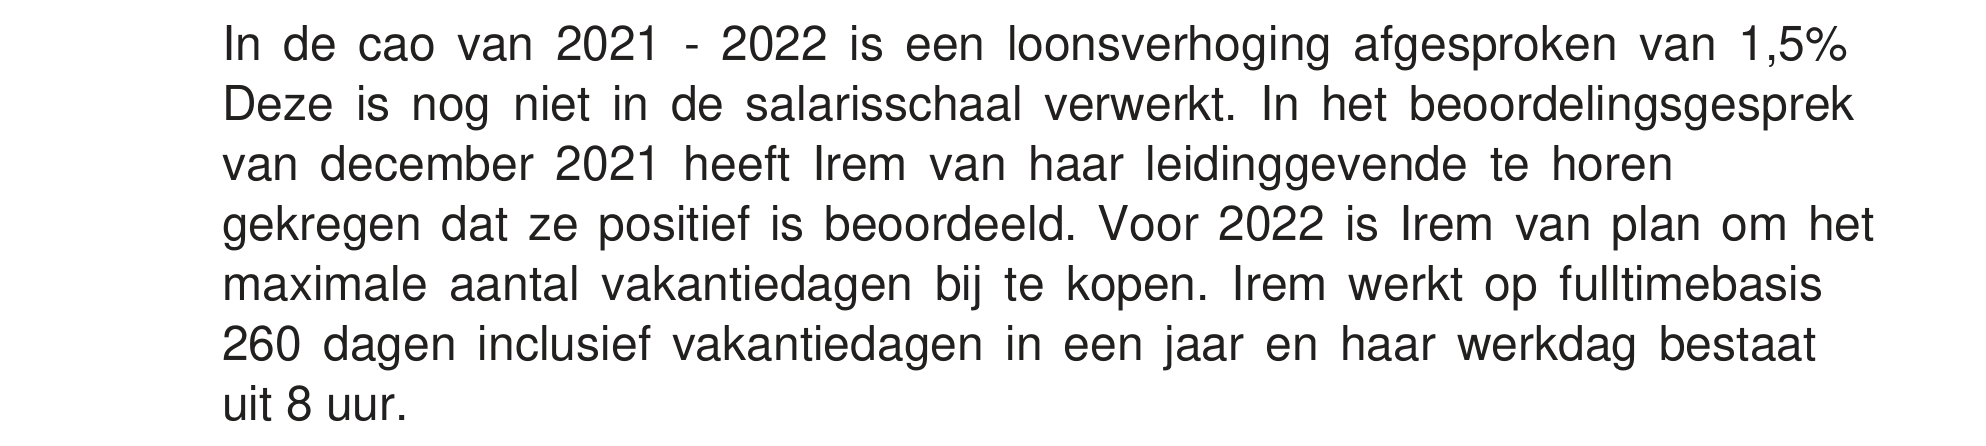 In de cao van 2021 - 2022 is een loonsverhoging afgesproken van 1,5%
Deze is nog niet in de salarisschaal verwerkt. In het beoordelingsgesprek
van december 2021 heeft Irem van haar leidinggevende te horen
gekregen dat ze positief is beoordeeld. Voor 2022 is Irem van plan om het
maximale aantal vakantiedagen bij te kopen. Irem werkt op fulltimebasis
260 dagen inclusief vakantiedagen in een jaar en haar werkdag bestaat
uit 8 uur.